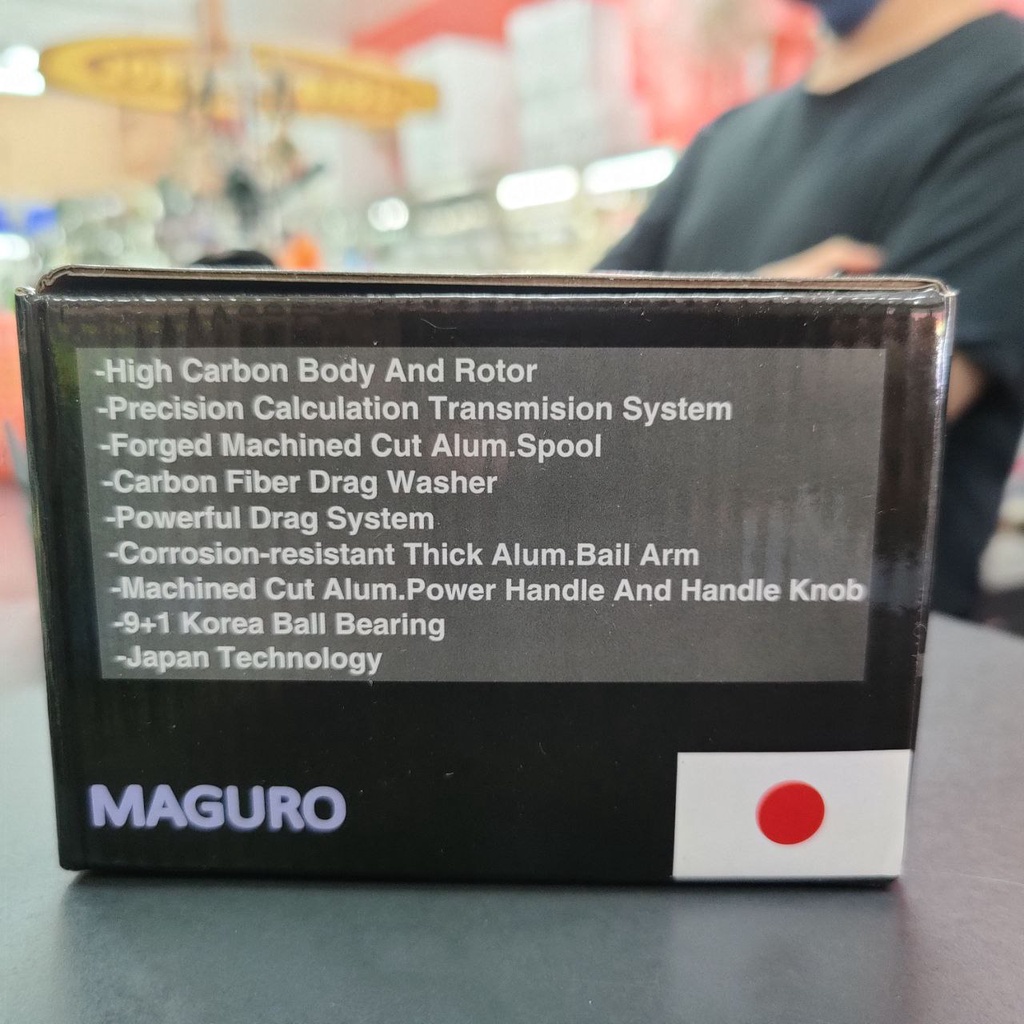 -High Carbon Body And Rotor
-Precision Calculation Transmision System
-Forged Machined Cut Alum.Spool
-Carbon Fiber Drag Washer
-Powerful Drag System
-Corrosion-resistant Thick Alum.Bail Arm
-Machined Cut Alum.Power Handle And Handle Knob
-9+1 Korea Ball Bearing
-Japan Technology
MAGURO